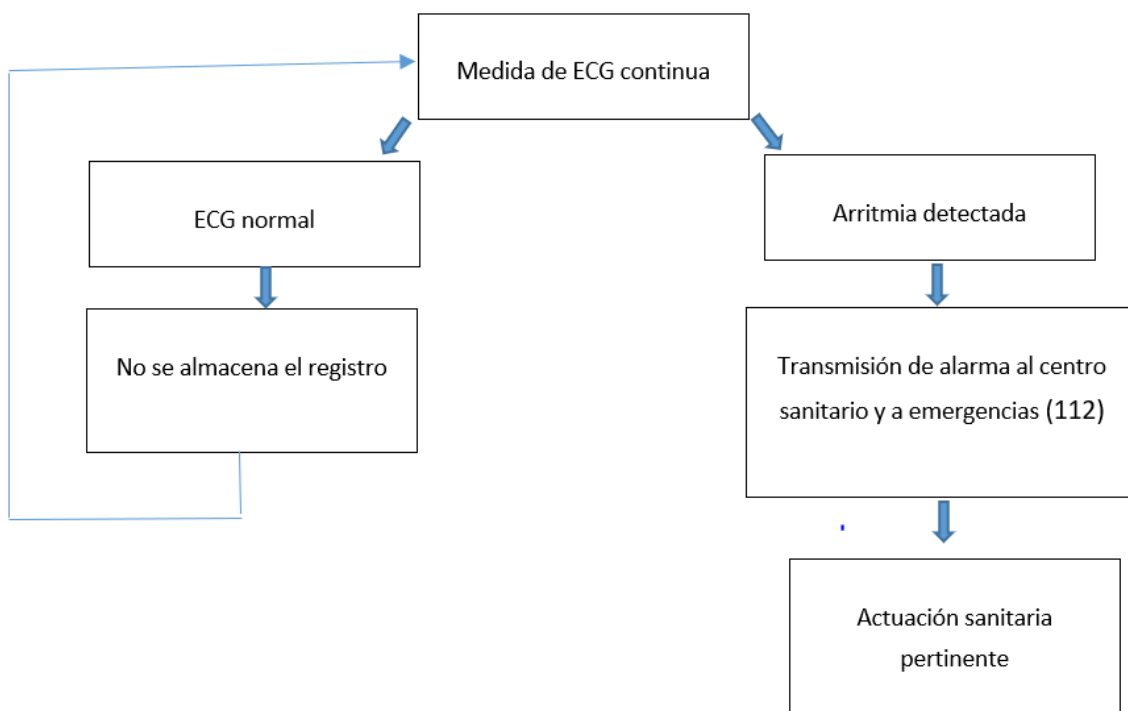 Medida de ECG continua
ECG normal
Arritmia detectada
No se almacena el registro
Transmisión de alarma al centro
sanitario y a emergencias (112)
Actuación sanitaria
pertinente